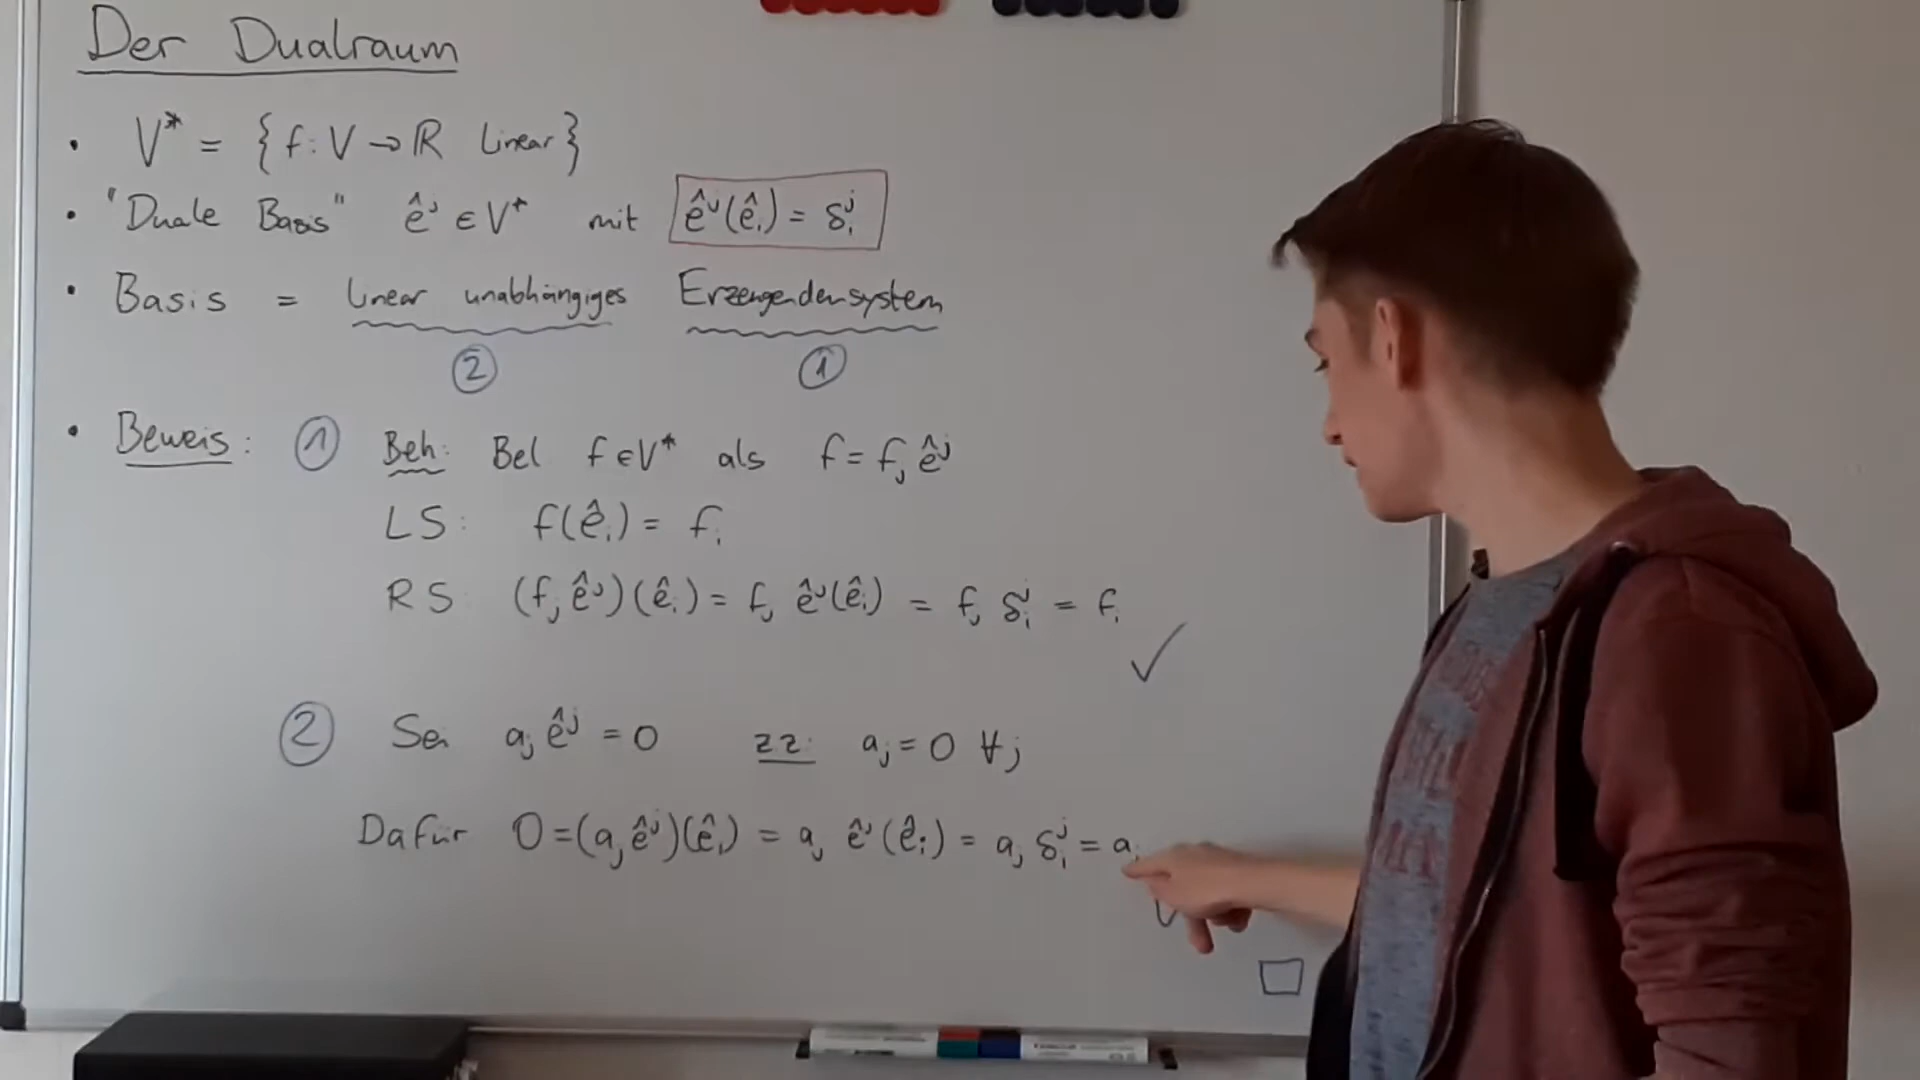 Der Dualraum
• V* = {f: V → ℝ linear}
• "Duale Basis" ê^j ∈ V* mit ê^j(ê_i) = δ_i^j
• Basis = linear unabhängiges Erzeugendensystem
② ①
• Beweis: ① Beh: Bel f ∈ V* als f = f_j ê^j
LS: f(ê_i) = f_i
RS (f_j ê^j)(ê_i) = f_j ê^j(ê_i) = f_j δ_i^j = f_i
✓
② Sei a_j ê^j = 0 zz: a_j = 0 ∀j
Dafür 0 = (a_j ê^j)(ê_i) = a_j ê^j(ê_i) = a_j δ_i^j = a_i
□